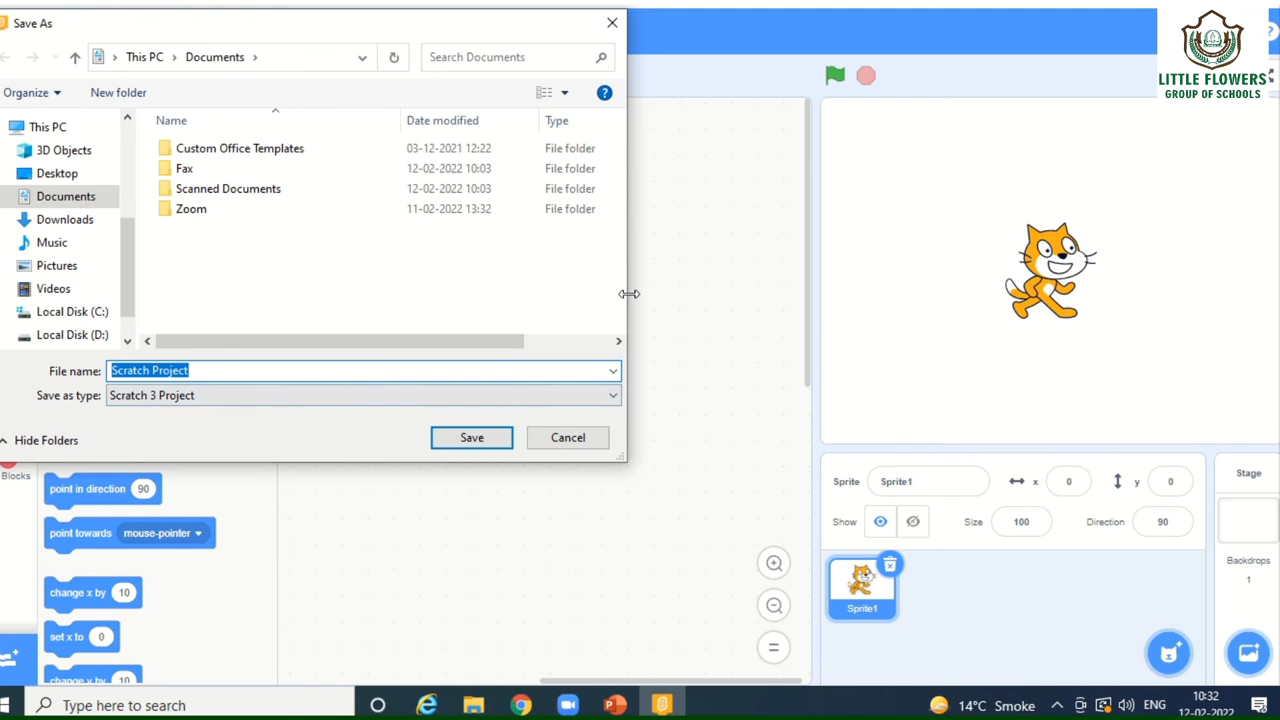 Save As
This PC
Documents
Search Documents
LITTLE FLOWERS
GROUP OF SCHOOLS
Organize
New folder
Name
Date modified
Type
This PC
3D Objects
Desktop
Documents
Downloads
Music
Pictures
Videos
Local Disk (C:)
Local Disk (D:)
Custom Office Templates 03-12-2021 12:22 File folder
Fax 12-02-2022 10:03 File folder
Scanned Documents 12-02-2022 10:03 File folder
Zoom 11-02-2022 13:32 File folder
File name: Scratch Project
Save as type: Scratch 3 Project
Hide Folders
Save
Cancel
Blocks
point in direction 90
point towards mouse-pointer
change x by 10
set x to 0
change y by 10
Sprite Sprite1 x 0 y 0
Show Size 100 Direction 90
Sprite1
Stage
Backdrops
1
Type here to search
14°C Smoke
ENG
10:32
12-02-2022